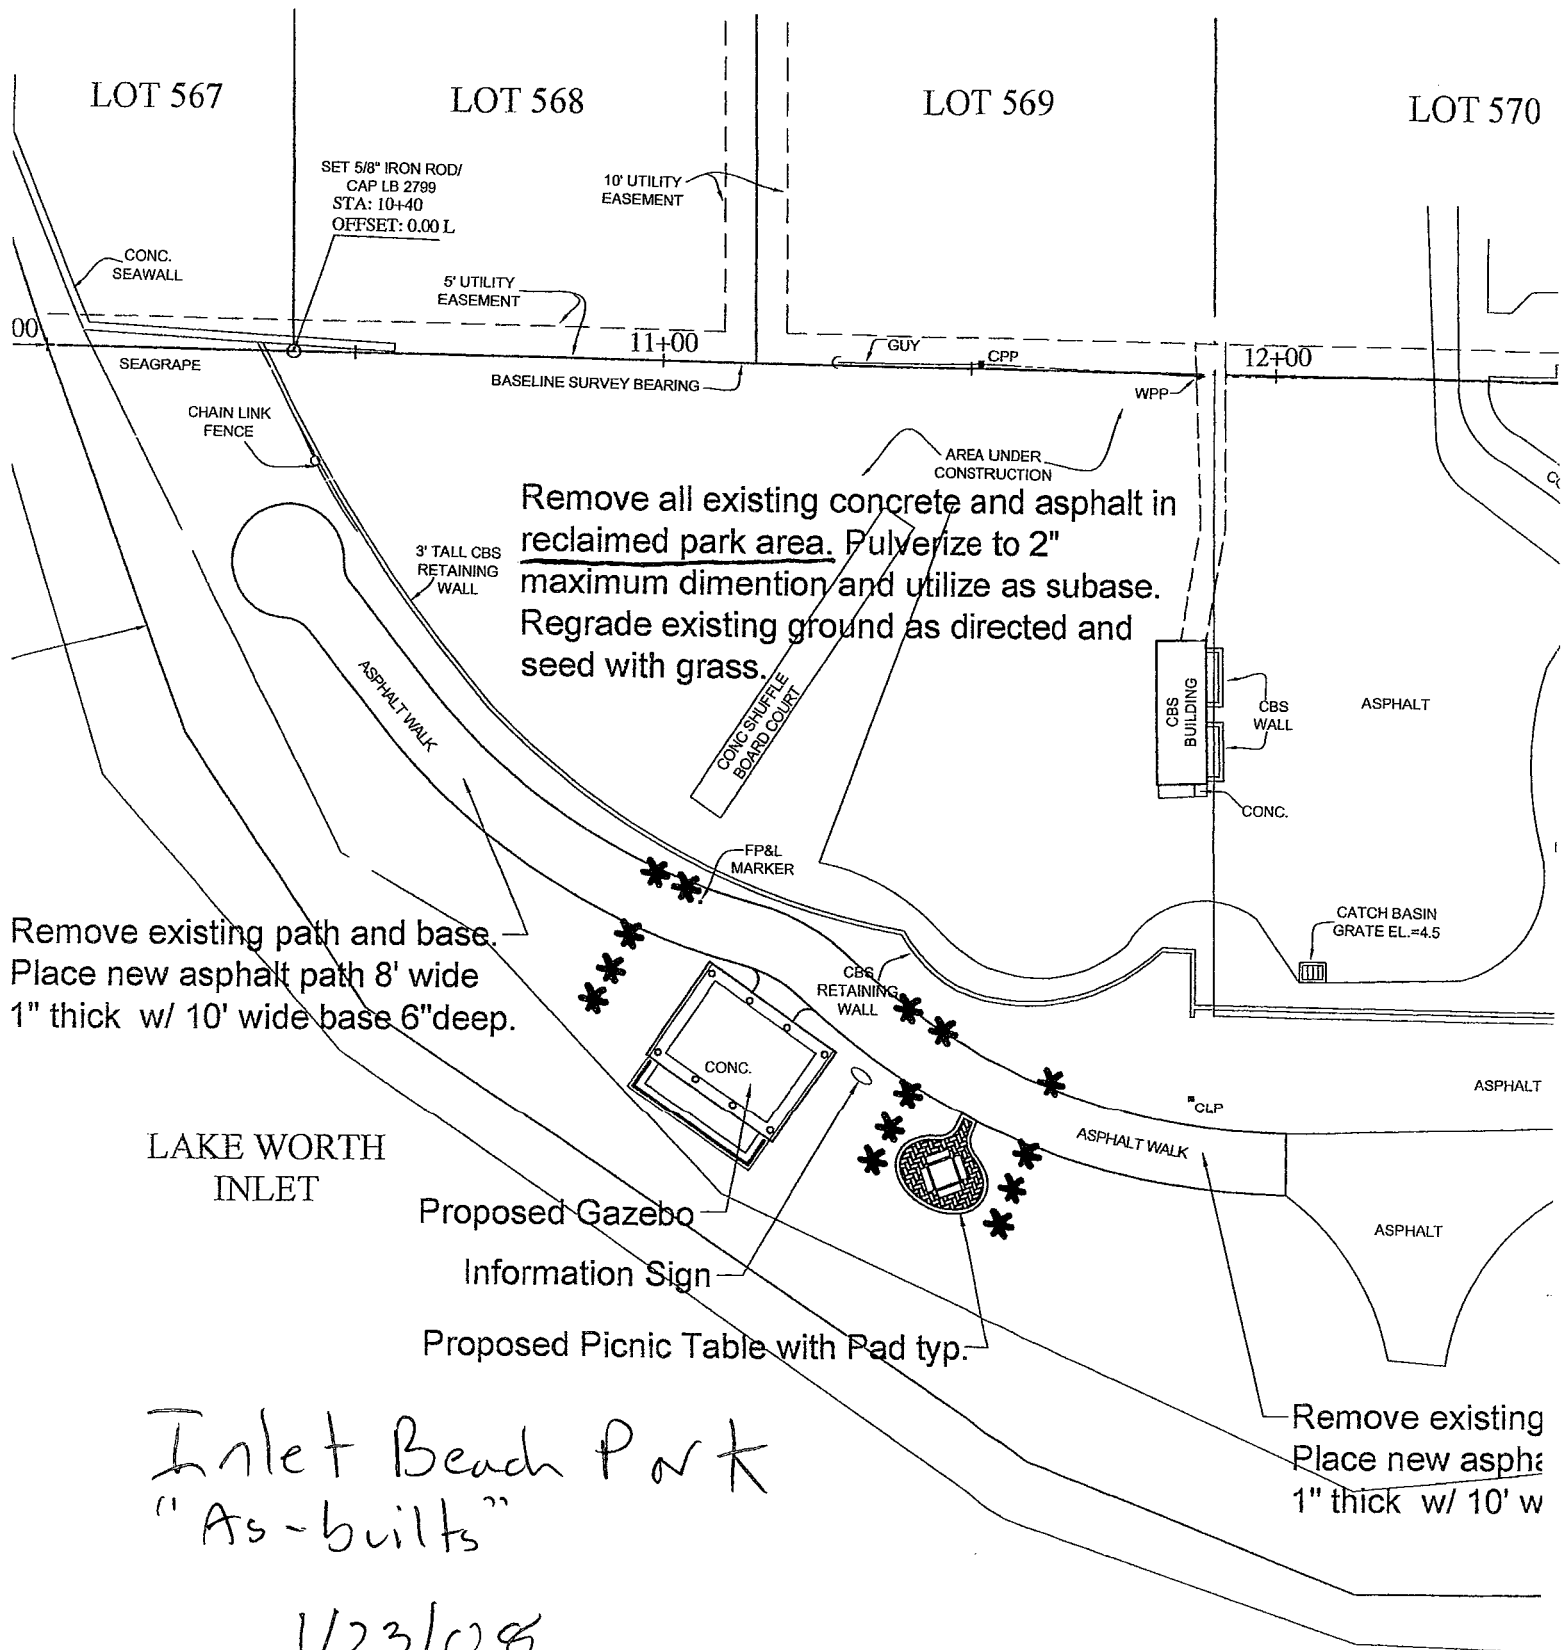 LOT 567
LOT 568
LOT 569
LOT 570
SET 5/8" IRON ROD/
CAP LB 2799
STA: 10+40
OFFSET: 0.00 L
10' UTILITY
EASEMENT
CONC.
SEAWALL
5' UTILITY
EASEMENT
00
11+00
GUY
CPP
12+00
SEAGRAPE
BASELINE SURVEY BEARING
WPP
CHAIN LINK
FENCE
AREA UNDER
CONSTRUCTION
Remove all existing concrete and asphalt in
reclaimed park area. Pulverize to 2"
maximum dimention and utilize as subase.
Regrade existing ground as directed and
seed with grass.
3' TALL CBS
RETAINING
WALL
ASPHALT WALK
CONC SHUFFLE
BOARD COURT
CBS
BUILDING
CBS
WALL
ASPHALT
CONC.
FP&L
MARKER
CATCH BASIN
GRATE EL.=4.5
Remove existing path and base.
Place new asphalt path 8' wide
1" thick w/ 10' wide base 6"deep.
CBS
RETAINING
WALL
CONC.
ASPHALT
CLP
ASPHALT WALK
LAKE WORTH
INLET
Proposed Gazebo
ASPHALT
Information Sign
Proposed Picnic Table with Pad typ.
Remove existing
Place new aspha
1" thick w/ 10' w
Inlet Beach Park
"As-builts"
1/23/08